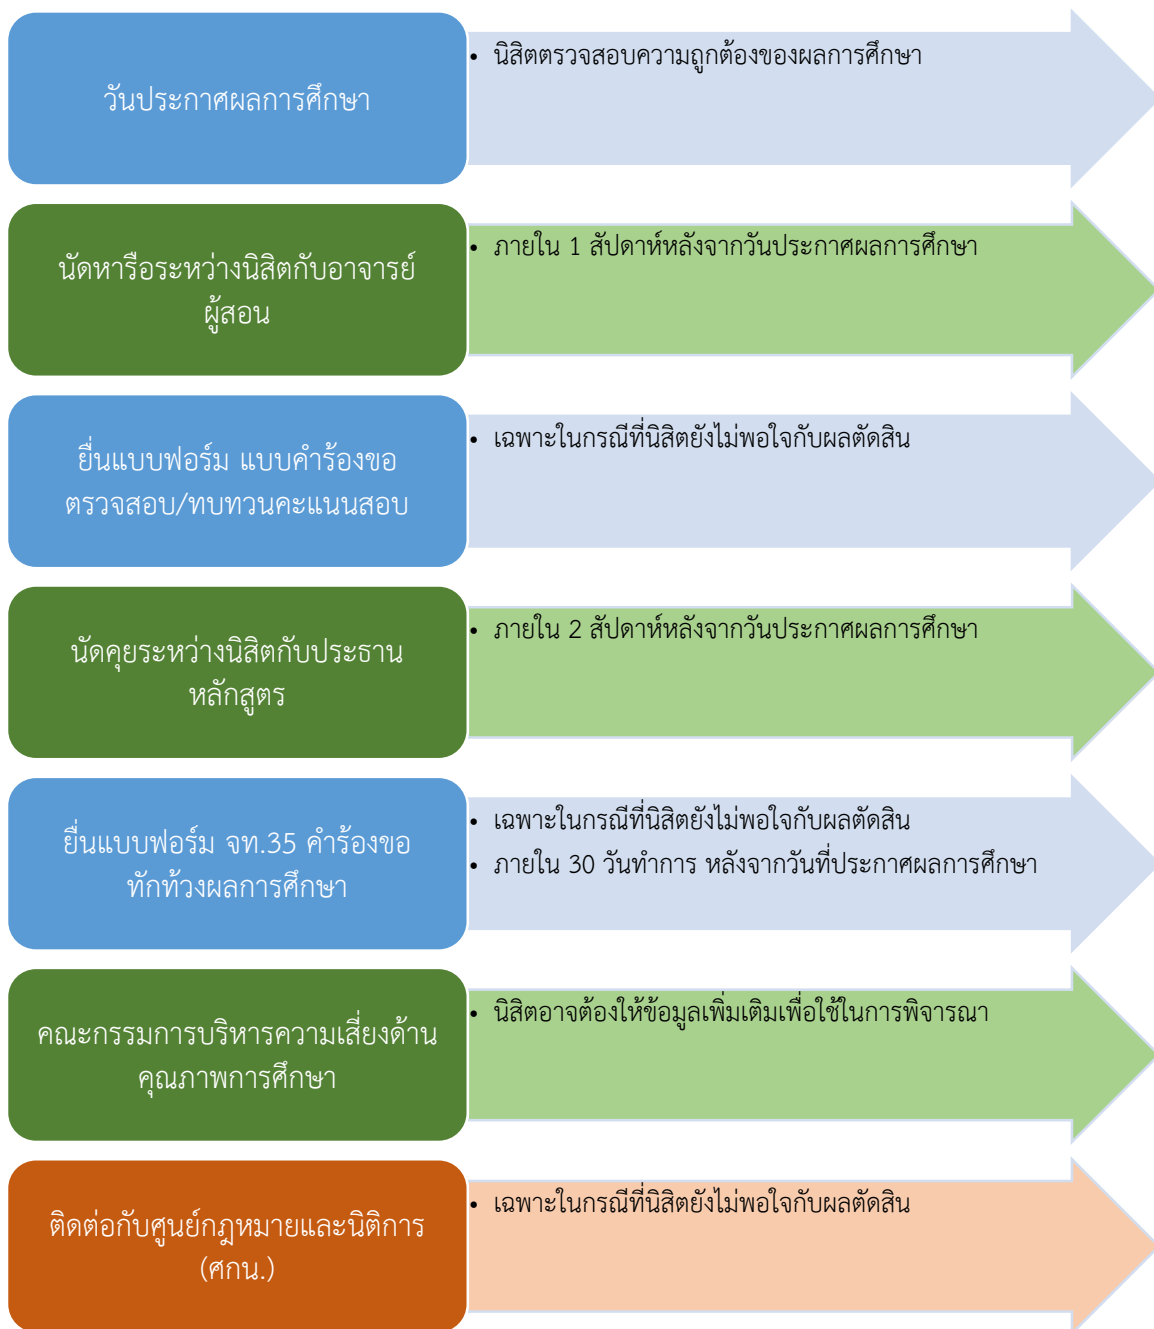 วันประกาศผลการศึกษา
• นิสิตตรวจสอบความถูกต้องของผลการศึกษา
นัดหารือระหว่างนิสิตกับอาจารย์
ผู้สอน
• ภายใน 1 สัปดาห์หลังจากวันประกาศผลการศึกษา
ยื่นแบบฟอร์ม แบบคำร้องขอ
ตรวจสอบ/ทบทวนคะแนนสอบ
• เฉพาะในกรณีที่นิสิตยังไม่พอใจกับผลตัดสิน
นัดคุยระหว่างนิสิตกับประธาน
หลักสูตร
• ภายใน 2 สัปดาห์หลังจากวันประกาศผลการศึกษา
ยื่นแบบฟอร์ม จท.35 คำร้องขอ
ทักท้วงผลการศึกษา
• เฉพาะในกรณีที่นิสิตยังไม่พอใจกับผลตัดสิน
• ภายใน 30 วันทำการ หลังจากวันที่ประกาศผลการศึกษา
คณะกรรมการบริหารความเสี่ยงด้าน
คุณภาพการศึกษา
• นิสิตอาจต้องให้ข้อมูลเพิ่มเติมเพื่อใช้ในการพิจารณา
ติดต่อกับศูนย์กฎหมายและนิติการ
(ศกน.)
• เฉพาะในกรณีที่นิสิตยังไม่พอใจกับผลตัดสิน